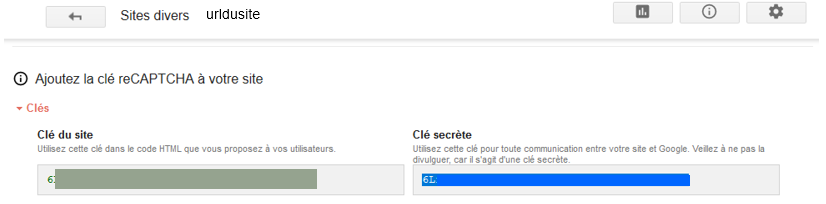 Sites divers urldusite
Ajoutez la clé reCAPTCHA à votre site
Clés
Clé du site
Utilisez cette clé dans le code HTML que vous proposez à vos utilisateurs.
6
Clé secrète
Utilisez cette clé pour toute communication entre votre site et Google. Veillez à ne pas la
divulguer, car il s'agit d'une clé secrète.
6L